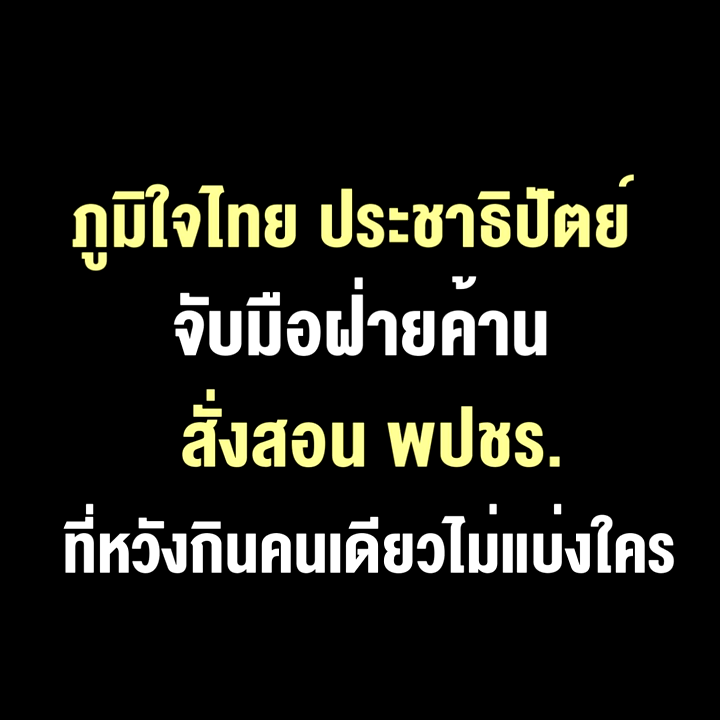 ภูมิใจไทย ประชาธิปัตย์
จับมือฝ่ายค้าน
สั่งสอน พปชร.
ที่หวังกินคนเดียวไม่แบ่งใคร